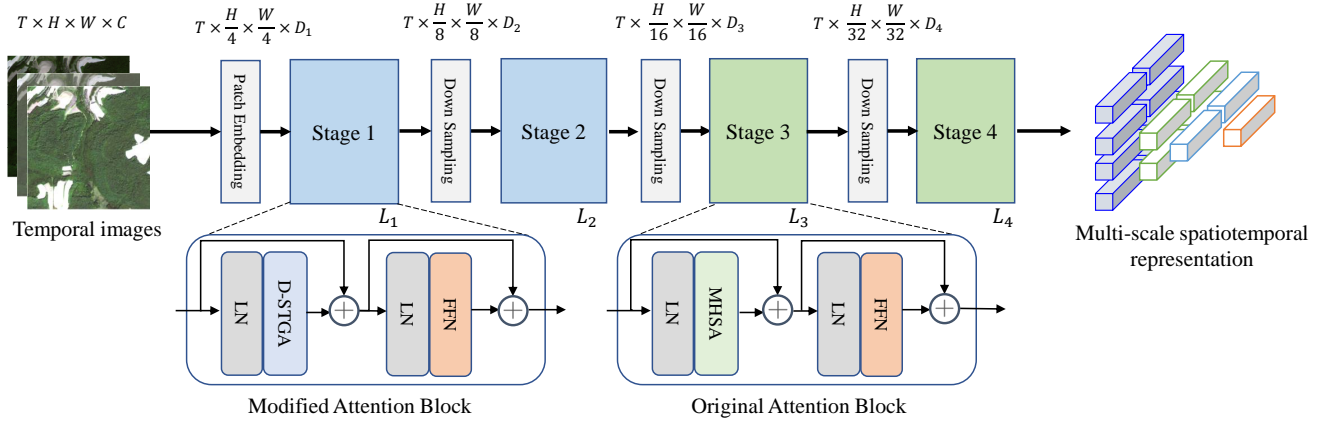 T × H × W × C
T × H/4 × W/4 × D₁
T × H/8 × W/8 × D₂
T × H/16 × W/16 × D₃
T × H/32 × W/32 × D₄
Patch Embedding
Stage 1
Down Sampling
Stage 2
Down Sampling
Stage 3
Down Sampling
Stage 4
L₁
L₂
L₃
L₄
Temporal images
Multi-scale spatiotemporal
representation
LN
D-STGA
LN
FFN
LN
MHSA
LN
FFN
Modified Attention Block
Original Attention Block